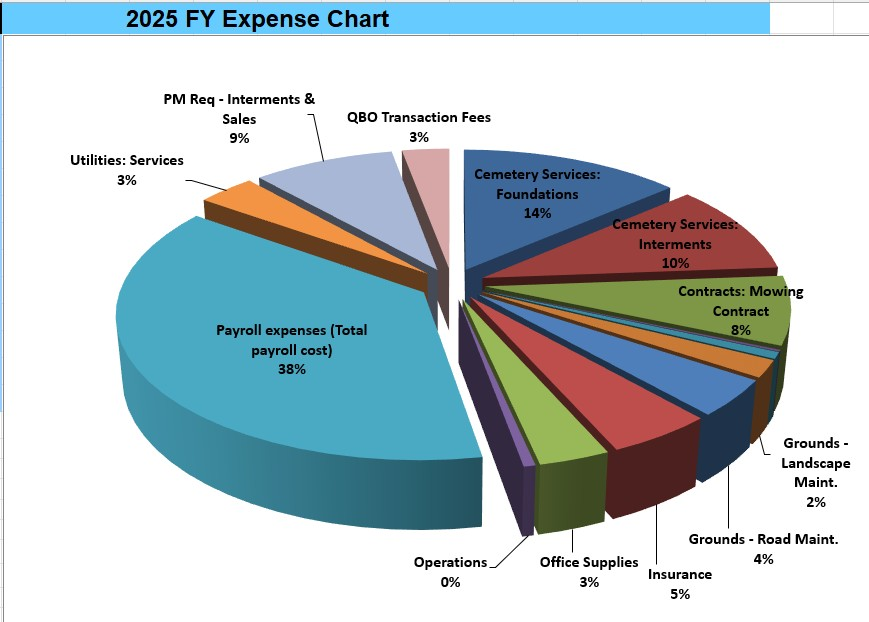 2025 FY Expense Chart
PM Req - Interments &
Sales
9%
QBO Transaction Fees
3%
Utilities: Services
3%
Cemetery Services:
Foundations
14%
Cemetery Services:
Interments
10%
Contracts: Mowing
Contract
8%
Payroll expenses (Total
payroll cost)
38%
Grounds -
Landscape
Maint.
2%
Grounds - Road Maint.
4%
Insurance
5%
Office Supplies
3%
Operations
0%